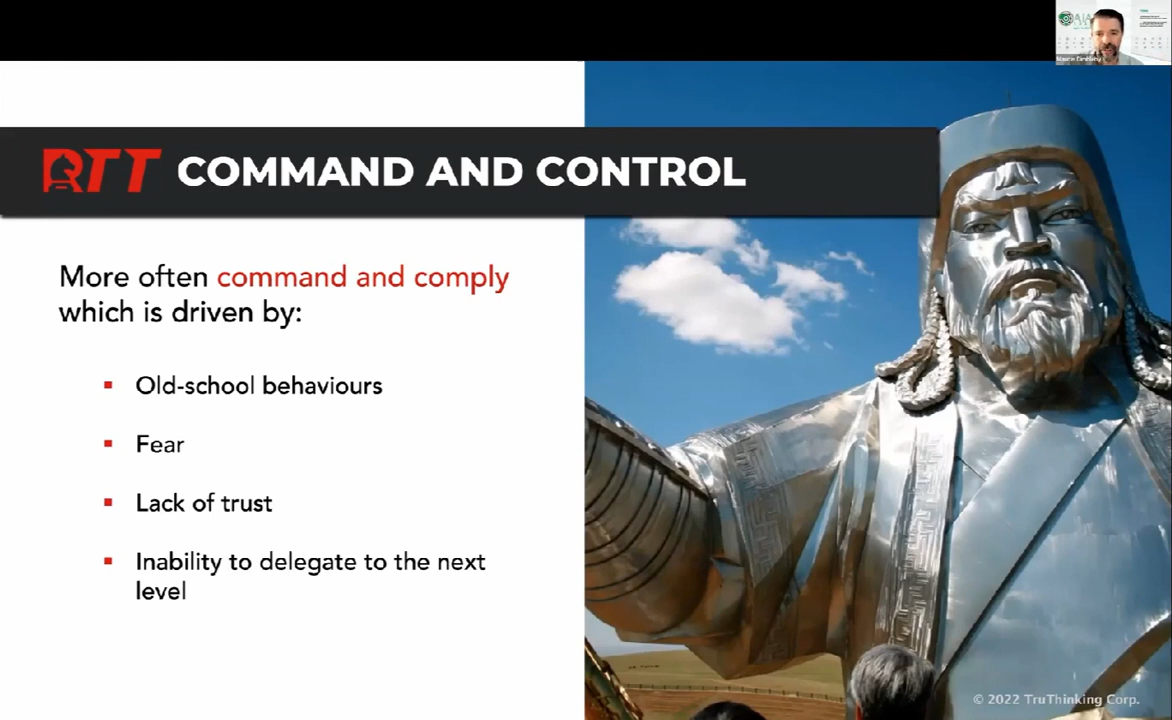 RTT COMMAND AND CONTROL
More often command and comply
which is driven by:
Old-school behaviours
Fear
Lack of trust
Inability to delegate to the next
level
© 2022 TruThinking Corp.